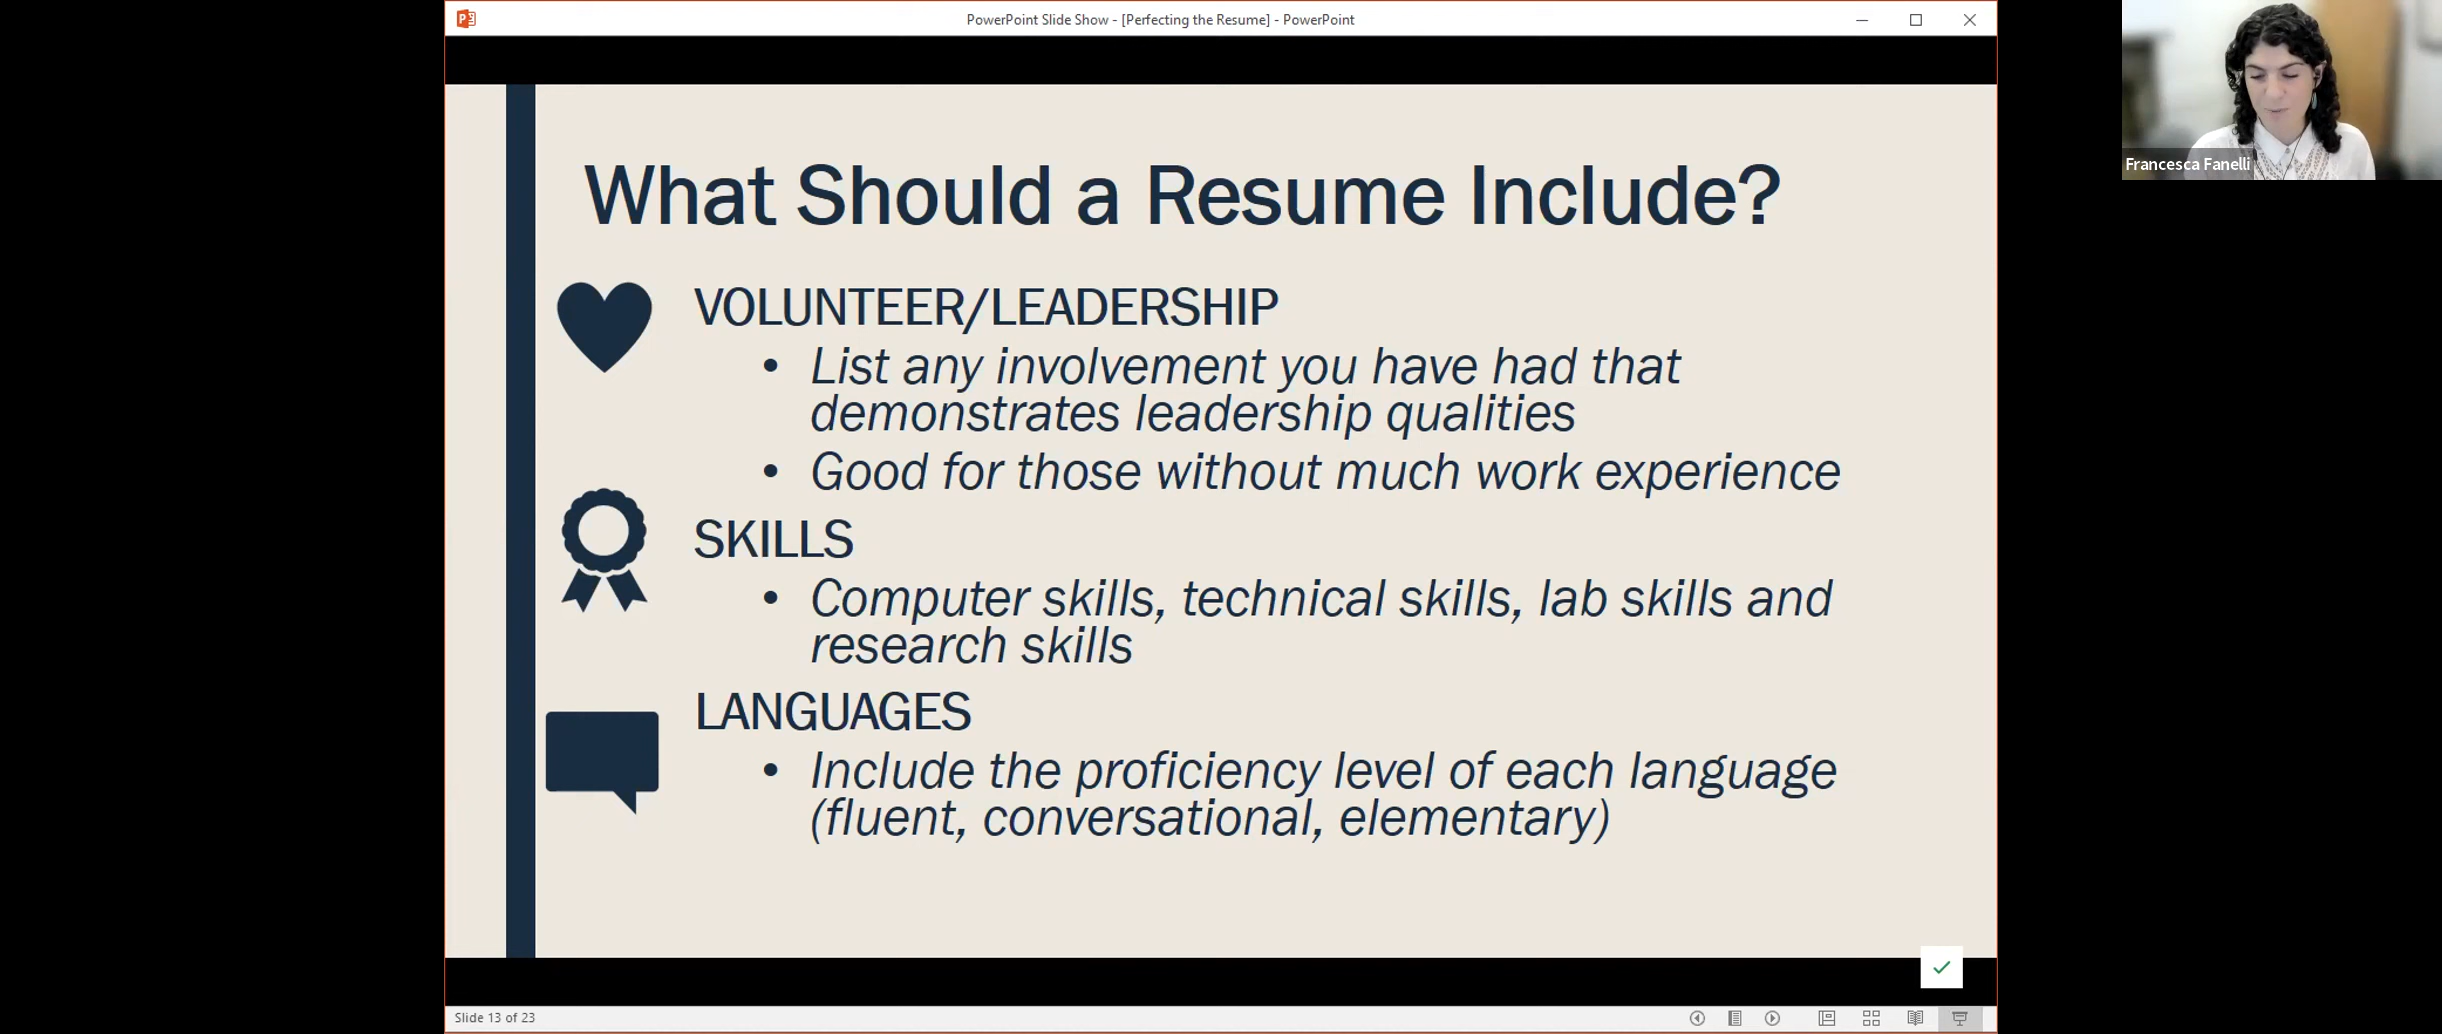 PowerPoint Slide Show - [Perfecting the Resume] - PowerPoint
Francesca Fanelli
What Should a Resume Include?
VOLUNTEER/LEADERSHIP
• List any involvement you have had that
demonstrates leadership qualities
• Good for those without much work experience
SKILLS
• Computer skills, technical skills, lab skills and
research skills
LANGUAGES
• Include the proficiency level of each language
(fluent, conversational, elementary)
Slide 13 of 23